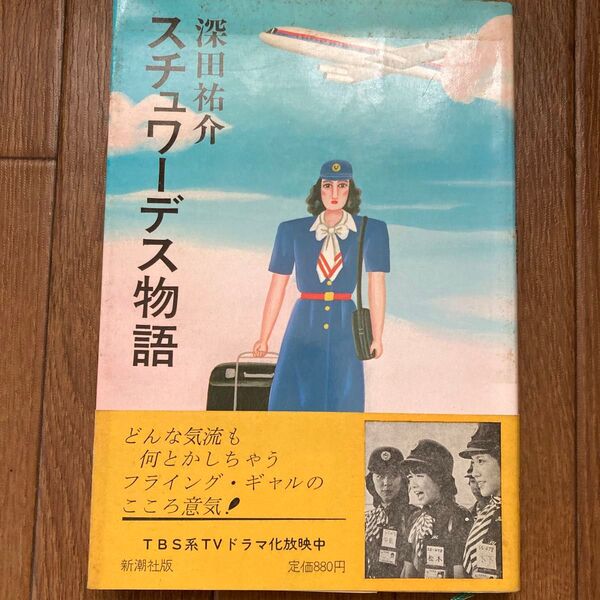 深田祐介
スチュワーデス物語
どんな気流も
何とかしちゃう
フライング・ギャルの
こころ意気!
TBS系TVドラマ化放映中
新潮社版
定価880円
松本